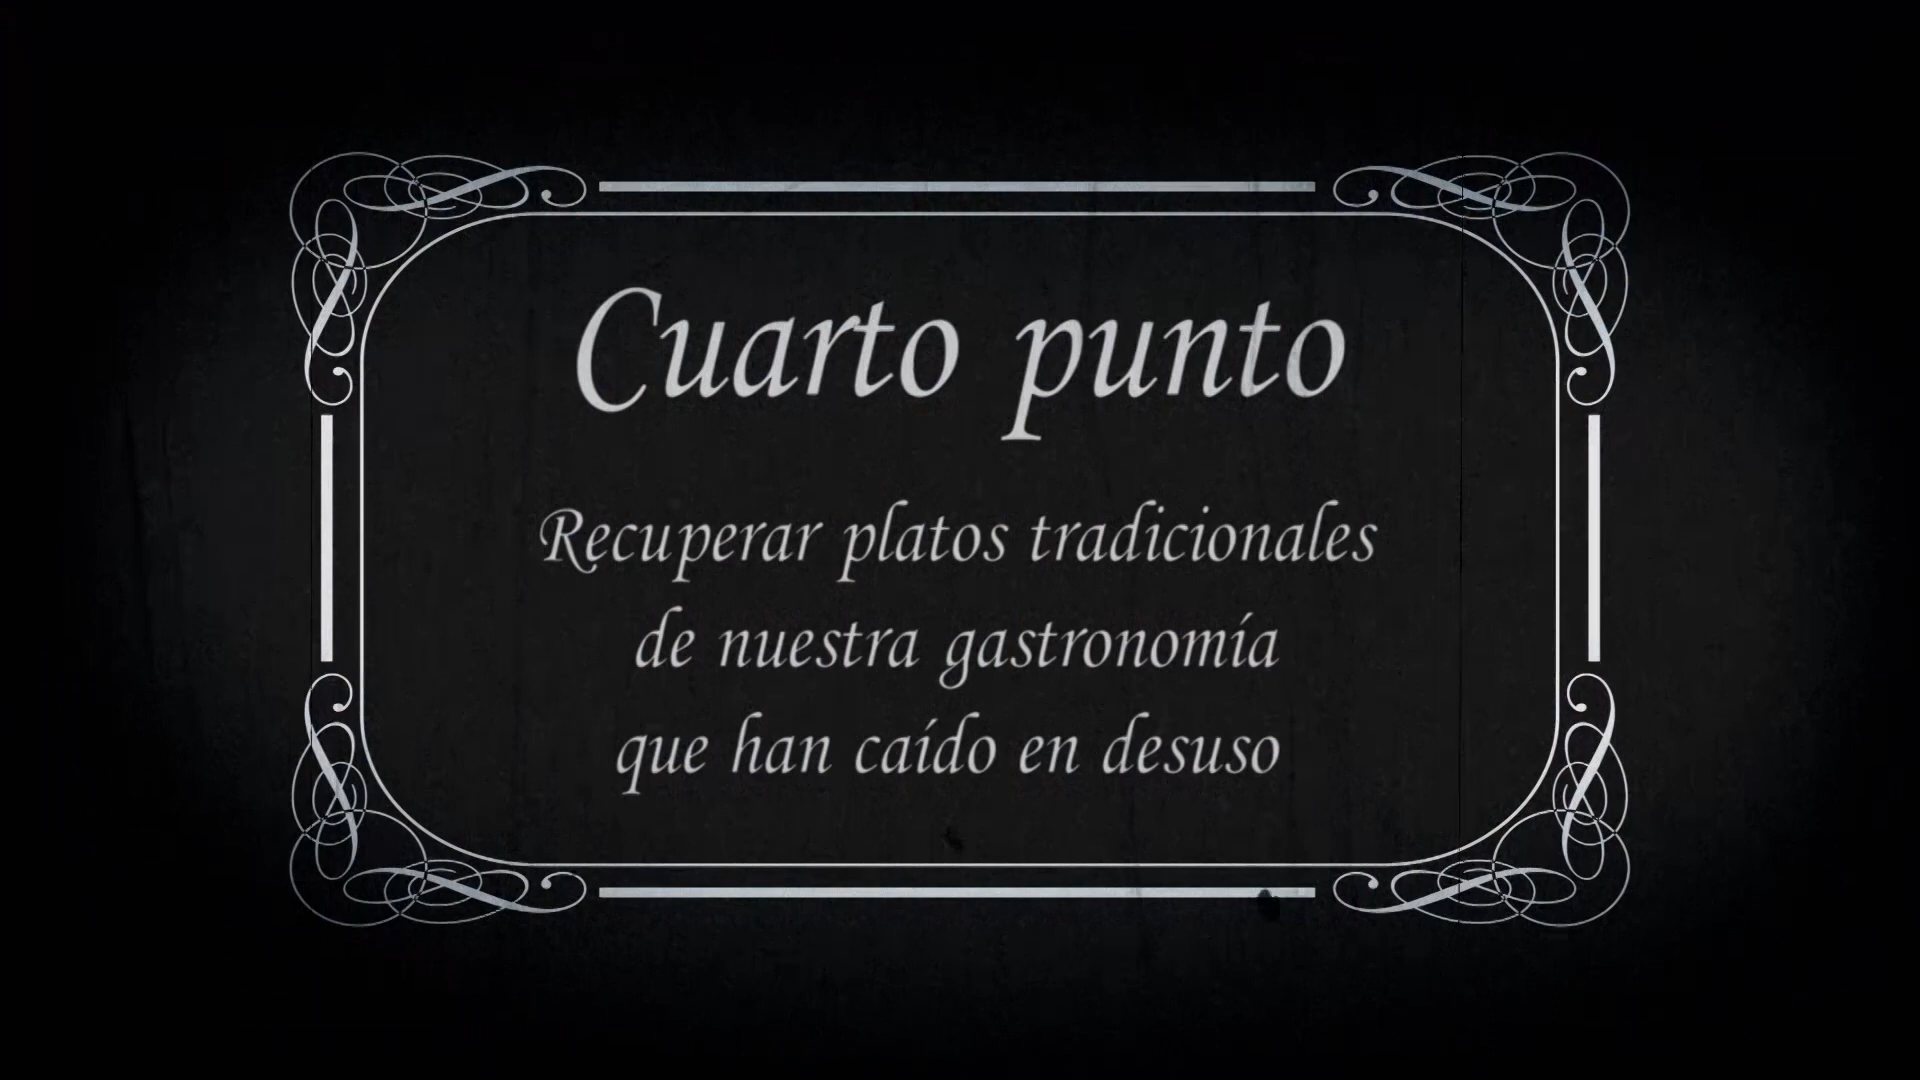 Cuarto punto
Recuperar platos tradicionales
de nuestra gastronomía
que han caído en desuso